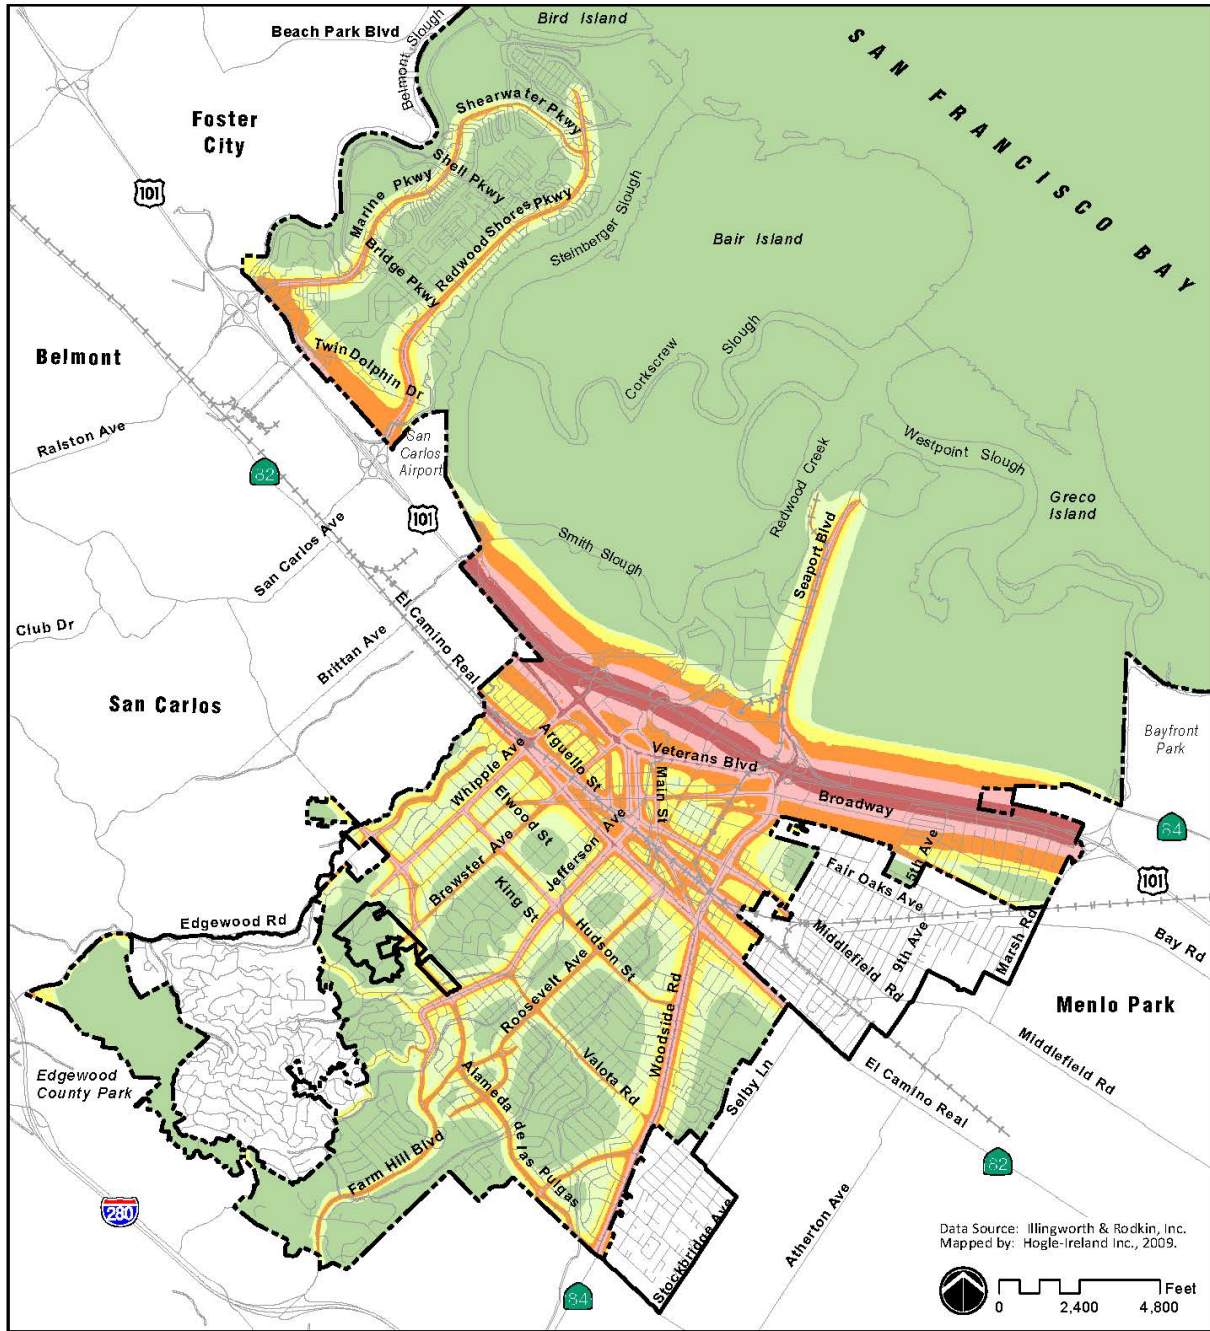 Bird Island
Beach Park Blvd
SAN FRANCISCO BAY
Belmont Slough
Foster
City
Shearwater Pkwy
Shell Pkwy
101
Marine Pkwy
Redwood Shores Pkwy
Steinberger Slough
Bair Island
Bridge Pkwy
Belmont
Twin Dolphin Dr
Corkscrew Slough
Ralston Ave
San
Carlos
Airport
Westpoint Slough
82
Greco
Island
Redwood Creek
101
San Carlos Ave
Smith Slough
Seaport Blvd
El Camino Real
Club Dr
Brittan Ave
San Carlos
Bayfront
Park
Arguello St
Veterans Blvd
Whipple Ave
Main St
Broadway
Elwood St
84
Jefferson Ave
Brewster Ave
5th Ave
Fair Oaks Ave
101
King St
Edgewood Rd
Hudson St
Middlefield Rd
9th Ave
Marsh Rd
Bay Rd
Roosevelt Ave
Menlo Park
Woodside Rd
Middlefield Rd
Edgewood
County Park
Valota Rd
Selby Ln
Alameda de las Pulgas
El Camino Real
Farm Hill Blvd
82
280
Stockbridge Ave
Atherton Ave
84
Data Source: Illingworth & Rodkin, Inc.
Mapped by: Hogle-Ireland Inc., 2009.
Feet
0 2,400 4,800